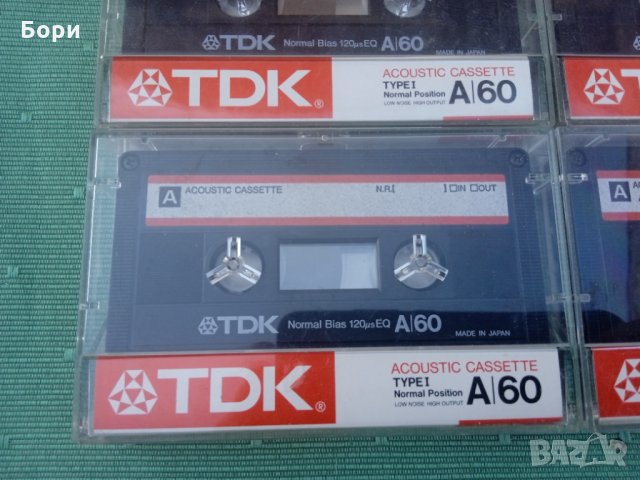 Бори
TDK Normal Bias 120µs EQ A/60
MADE IN JAPAN
TDK® ACOUSTIC CASSETTE
TYPE I
Normal Position A/60
LOW NOISE HIGH OUTPUT
A ACOUSTIC CASSETTE N.R.[ ] □IN □OUT
A
TDK Normal Bias 120µs EQ A/60
MADE IN JAPAN
TDK® ACOUSTIC CASSETTE
TYPE I
Normal Position A/60
LOW NOISE HIGH OUTPUT
BAZAR